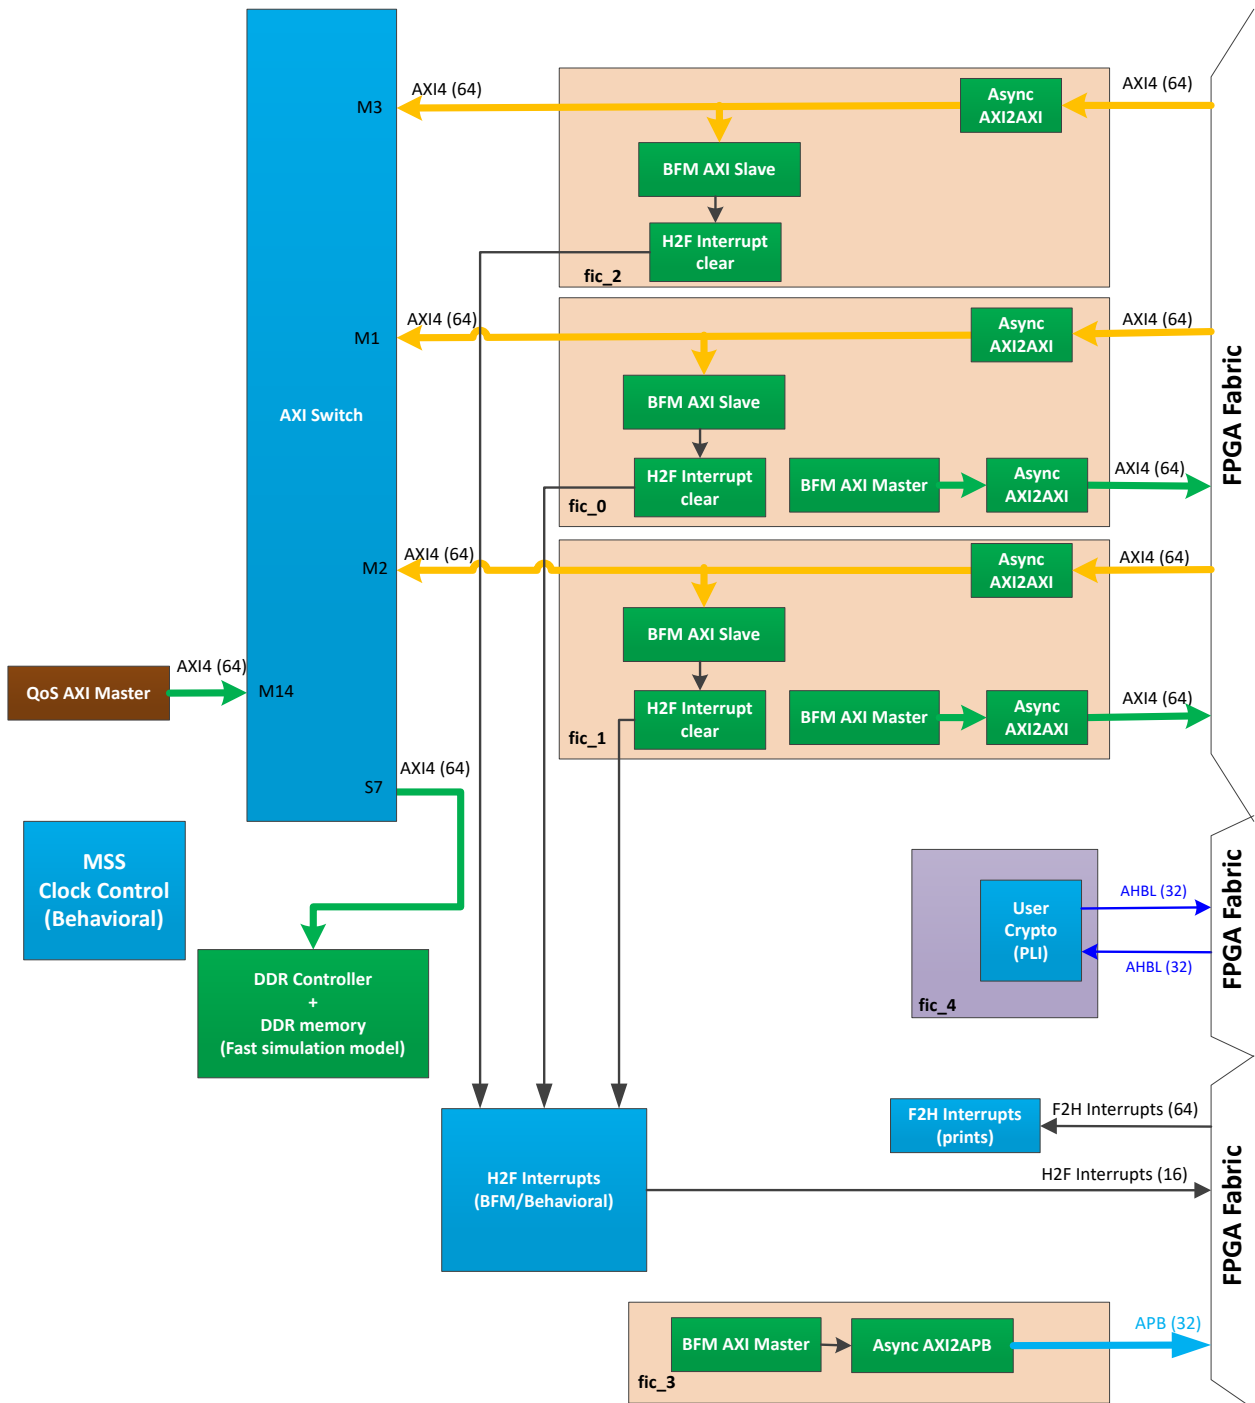 AXI4 (64)
M3
Async
AXI2AXI
AXI4 (64)
BFM AXI Slave
H2F Interrupt
clear
fic_2
AXI4 (64)
M1
Async
AXI2AXI
AXI4 (64)
BFM AXI Slave
AXI Switch
H2F Interrupt
clear
BFM AXI Master
Async
AXI2AXI
AXI4 (64)
fic_0
FPGA Fabric
AXI4 (64)
M2
Async
AXI2AXI
AXI4 (64)
BFM AXI Slave
QoS AXI Master
AXI4 (64)
M14
H2F Interrupt
clear
BFM AXI Master
Async
AXI2AXI
AXI4 (64)
fic_1
S7
AXI4 (64)
MSS
Clock Control
(Behavioral)
User
Crypto
(PLI)
AHBL (32)
AHBL (32)
fic_4
FPGA Fabric
DDR Controller
+
DDR memory
(Fast simulation model)
F2H Interrupts
(prints)
F2H Interrupts (64)
H2F Interrupts
(BFM/Behavioral)
H2F Interrupts (16)
FPGA Fabric
BFM AXI Master
Async AXI2APB
APB (32)
fic_3